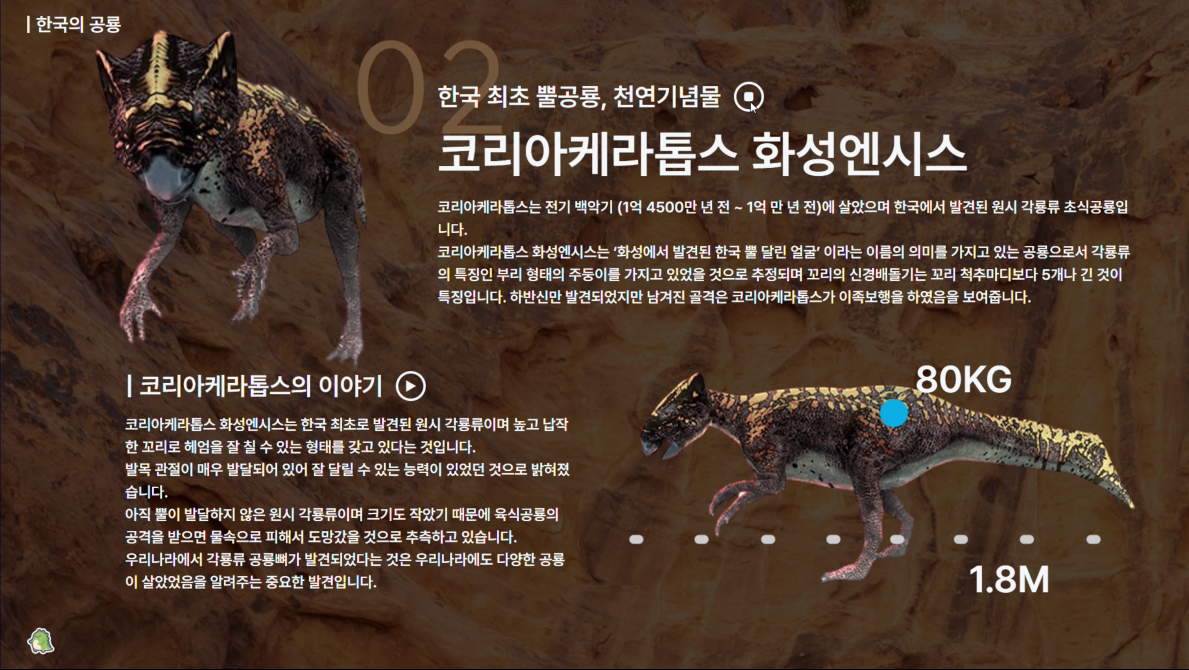 | 한국의 공룡
02
한국 최초 뿔공룡, 천연기념물
코리아케라톱스 화성엔시스
코리아케라톱스는 전기 백악기 (1억 4500만 년 전 ~ 1억 만 년 전)에 살았으며 한국에서 발견된 원시 각룡류 초식공룡입
니다.
코리아케라톱스 화성엔시스는 ‘화성에서 발견된 한국 뿔 달린 얼굴’ 이라는 이름의 의미를 가지고 있는 공룡으로서 각룡류
의 특징인 부리 형태의 주둥이를 가지고 있었을 것으로 추정되며 꼬리의 신경배돌기는 꼬리 척추마디보다 5개나 긴 것이
특징입니다. 하반신만 발견되었지만 남겨진 골격은 코리아케라톱스가 이족보행을 하였음을 보여줍니다.
| 코리아케라톱스의 이야기
코리아케라톱스 화성엔시스는 한국 최초로 발견된 원시 각룡류이며 높고 납작
한 꼬리로 헤엄을 잘 칠 수 있는 형태를 갖고 있다는 것입니다.
발목 관절이 매우 발달되어 있어 잘 달릴 수 있는 능력이 있었던 것으로 밝혀졌
습니다.
아직 뿔이 발달하지 않은 원시 각룡류이며 크기도 작았기 때문에 육식공룡의
공격을 받으면 물속으로 피해서 도망갔을 것으로 추측하고 있습니다.
우리나라에서 각룡류 공룡뼈가 발견되었다는 것은 우리나라에도 다양한 공룡
이 살았었음을 알려주는 중요한 발견입니다.
80KG
1.8M